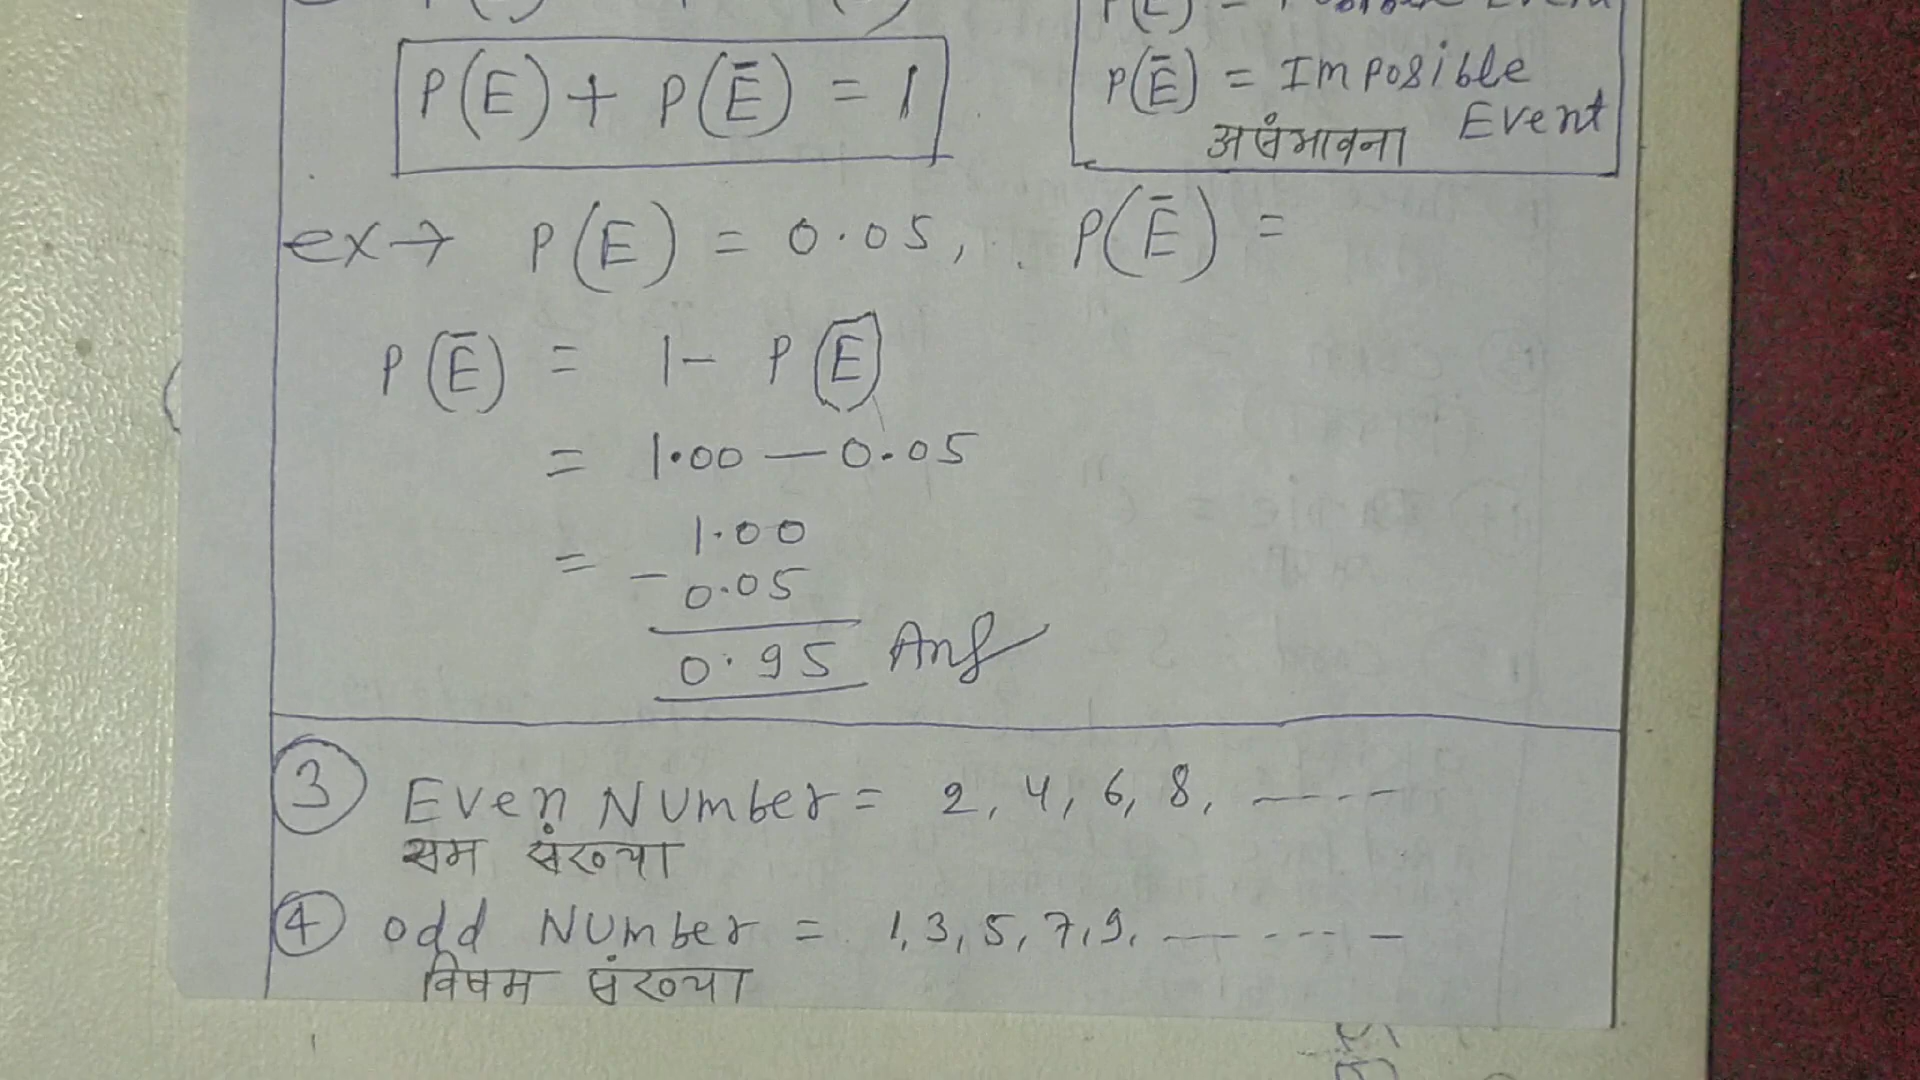 P(E) + P(Ē) = 1
P(Ē) = Imposible
Event
असंभावना
ex→ P(E) = 0.05, P(Ē) =
P(Ē) = 1- P(E)
= 1.00 — 0.05
= 1.00
- 0.05
0.95 Ans
3 Even Number = 2, 4, 6, 8, -----
सम संख्या
4 odd Number = 1, 3, 5, 7, 9, ------
विषम संख्या